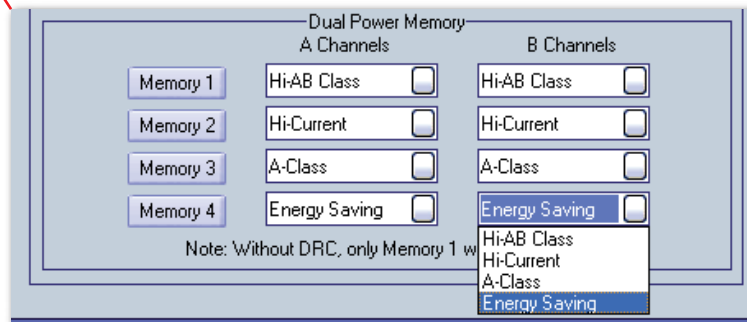 Dual Power Memory
A Channels B Channels
Memory 1 Hi-AB Class Hi-AB Class
Memory 2 Hi-Current Hi-Current
Memory 3 A-Class A-Class
Memory 4 Energy Saving Energy Saving
Note: Without DRC, only Memory 1 w
Hi-AB Class
Hi-Current
A-Class
Energy Saving